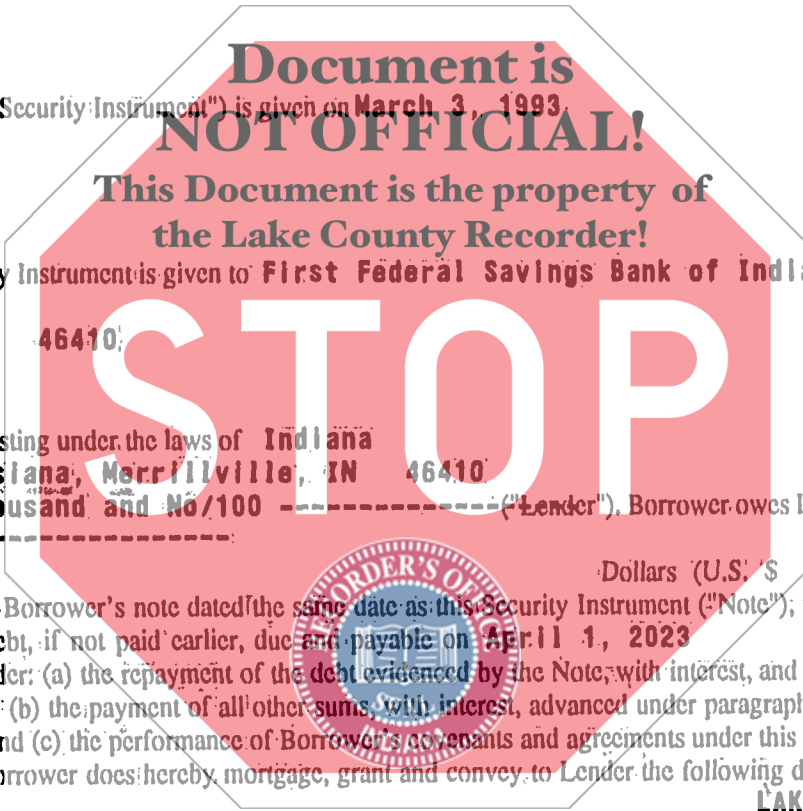 Document is
Security Instrument") is given on March 3, 1993
NOT OFFICIAL!
This Document is the property of
the Lake County Recorder!
y Instrument is given to First Federal Savings Bank of Indi
46410
STOP
sting under the laws of Indiana
iana, Merrillville, IN 46410
usand and No/100 ---------------("Lender"). Borrower owes
----------------
Dollars (U.S. $
RECORDER'S OFFICE
Borrower's note dated the same date as this Security Instrument ("Note"),
bt, if not paid earlier, due and payable on April 1, 2023
der: (a) the repayment of the debt evidenced by the Note, with interest, and
(b) the payment of all other sums, with interest, advanced under paragraph
SEAL
nd (c) the performance of Borrower's covenants and agreements under this
rrower does hereby mortgage, grant and convey to Lender the following d
LAK